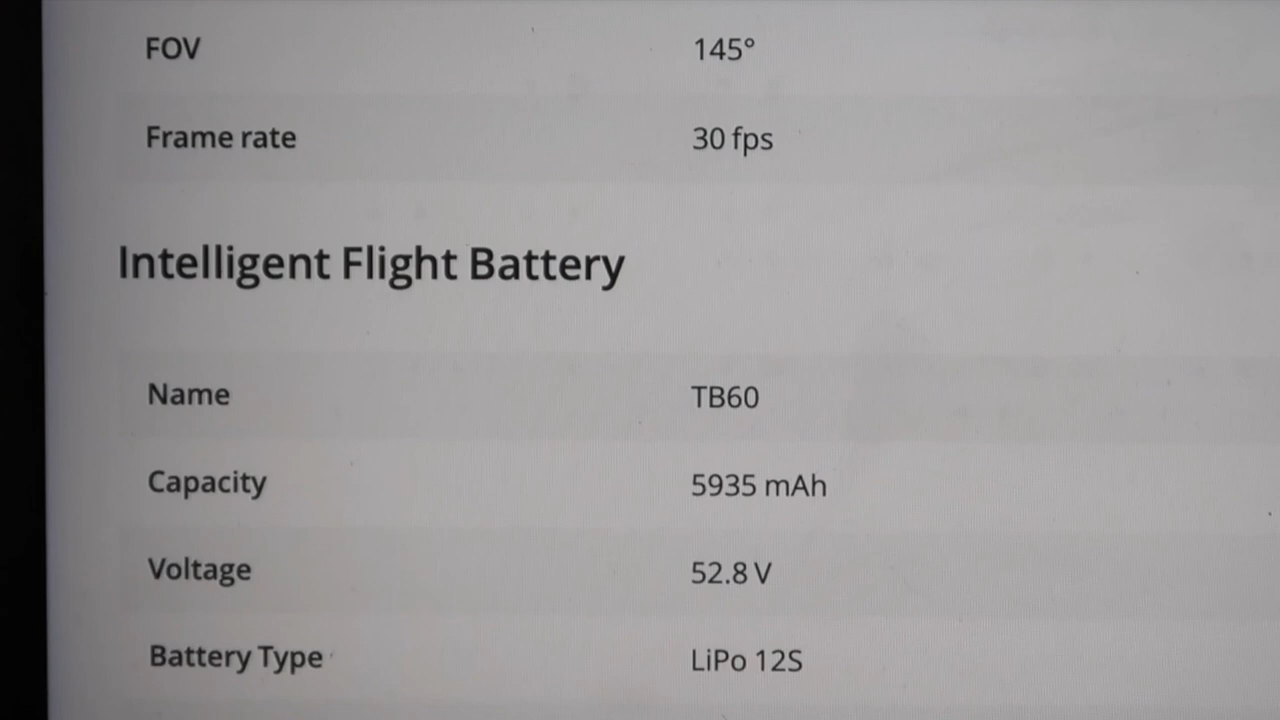 FOV 145°
Frame rate 30 fps
Intelligent Flight Battery
Name TB60
Capacity 5935 mAh
Voltage 52.8 V
Battery Type LiPo 12S